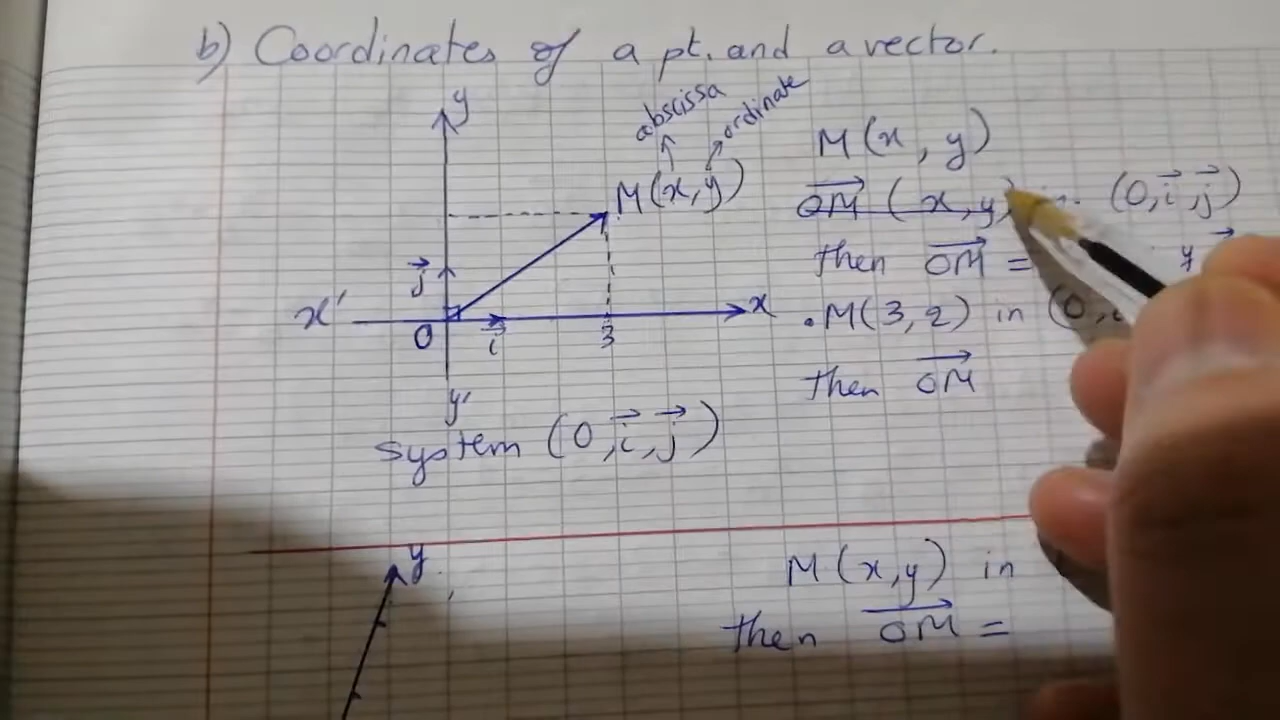 b) Coordinates of a pt. and a vector.
y
abscissa ordinate
M(x,y)
j⃗
x' O i⃗ 3 x
y'
System (O, i⃗, j⃗)
M(x, y)
OM⃗ (x,y) (O, i⃗, j⃗)
then OM⃗ = y
.M(3,2) in (O,
then OM⃗
y
M(x,y) in
then OM⃗ =